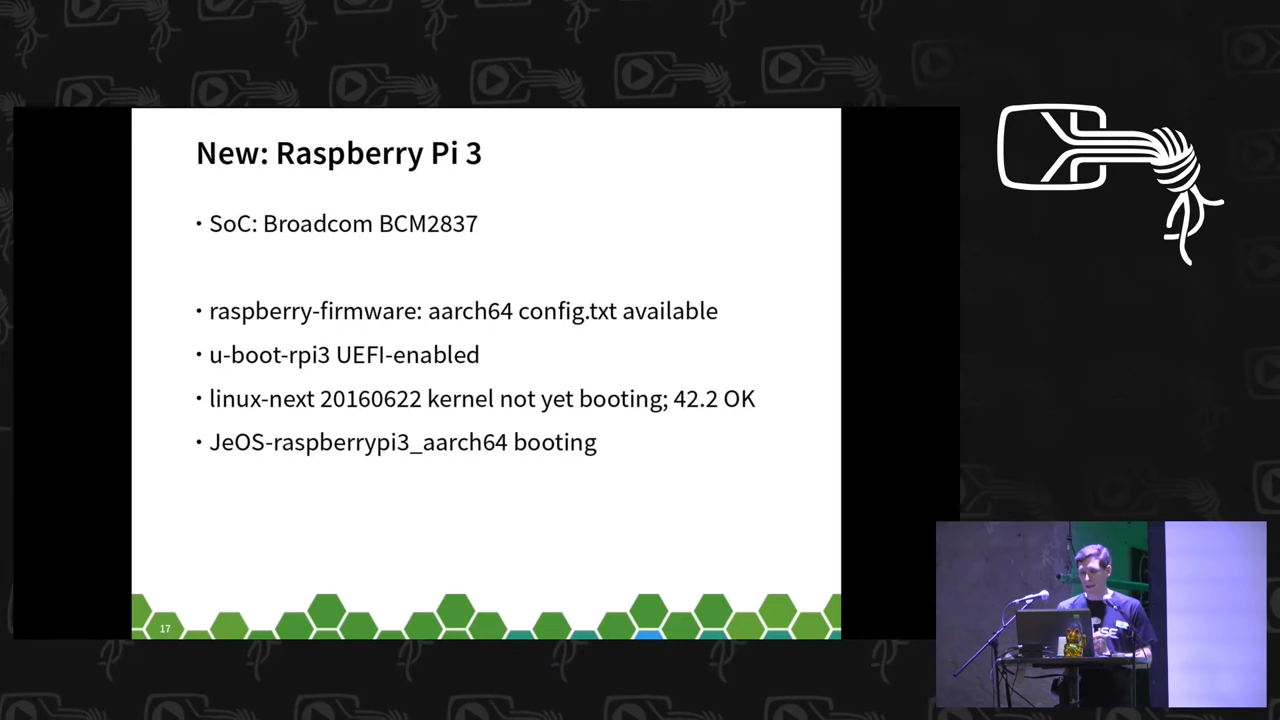 New: Raspberry Pi 3
• SoC: Broadcom BCM2837
• raspberry-firmware: aarch64 config.txt available
• u-boot-rpi3 UEFI-enabled
• linux-next 20160622 kernel not yet booting; 42.2 OK
• JeOS-raspberrypi3_aarch64 booting
17